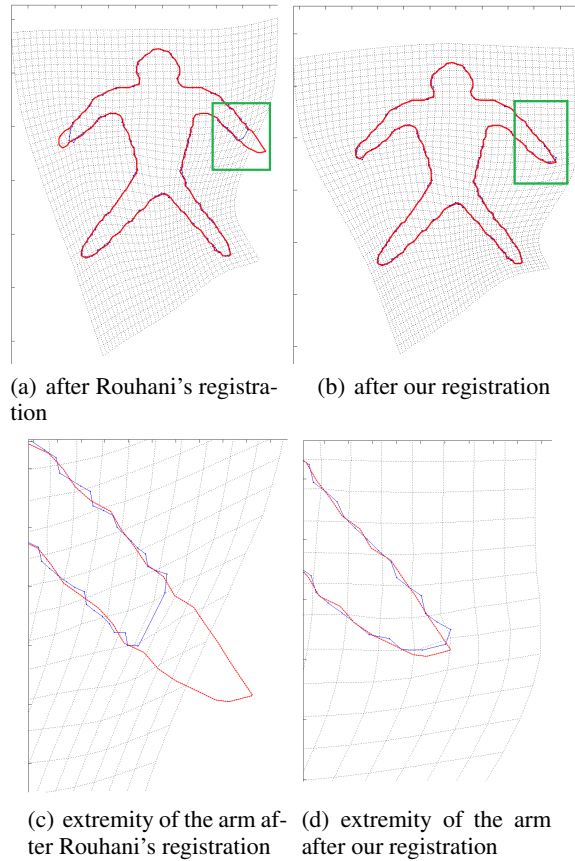 (a) after Rouhani's registra-
tion
(b) after our registration
(c) extremity of the arm af-
ter Rouhani's registration
(d) extremity of the arm
after our registration